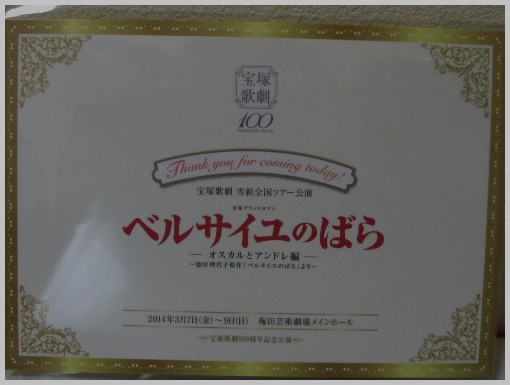 宝塚
歌劇
100
Thank you for coming today!
宝塚歌劇 雪組全国ツアー公演
宝塚グランドロマン
ベルサイユのばら
― オスカルとアンドレ編 ―
～池田理代子原作「ベルサイユのばら」より～
2014年3月7日(金)～9日(日) 梅田芸術劇場メインホール
宝塚歌劇100周年記念公演